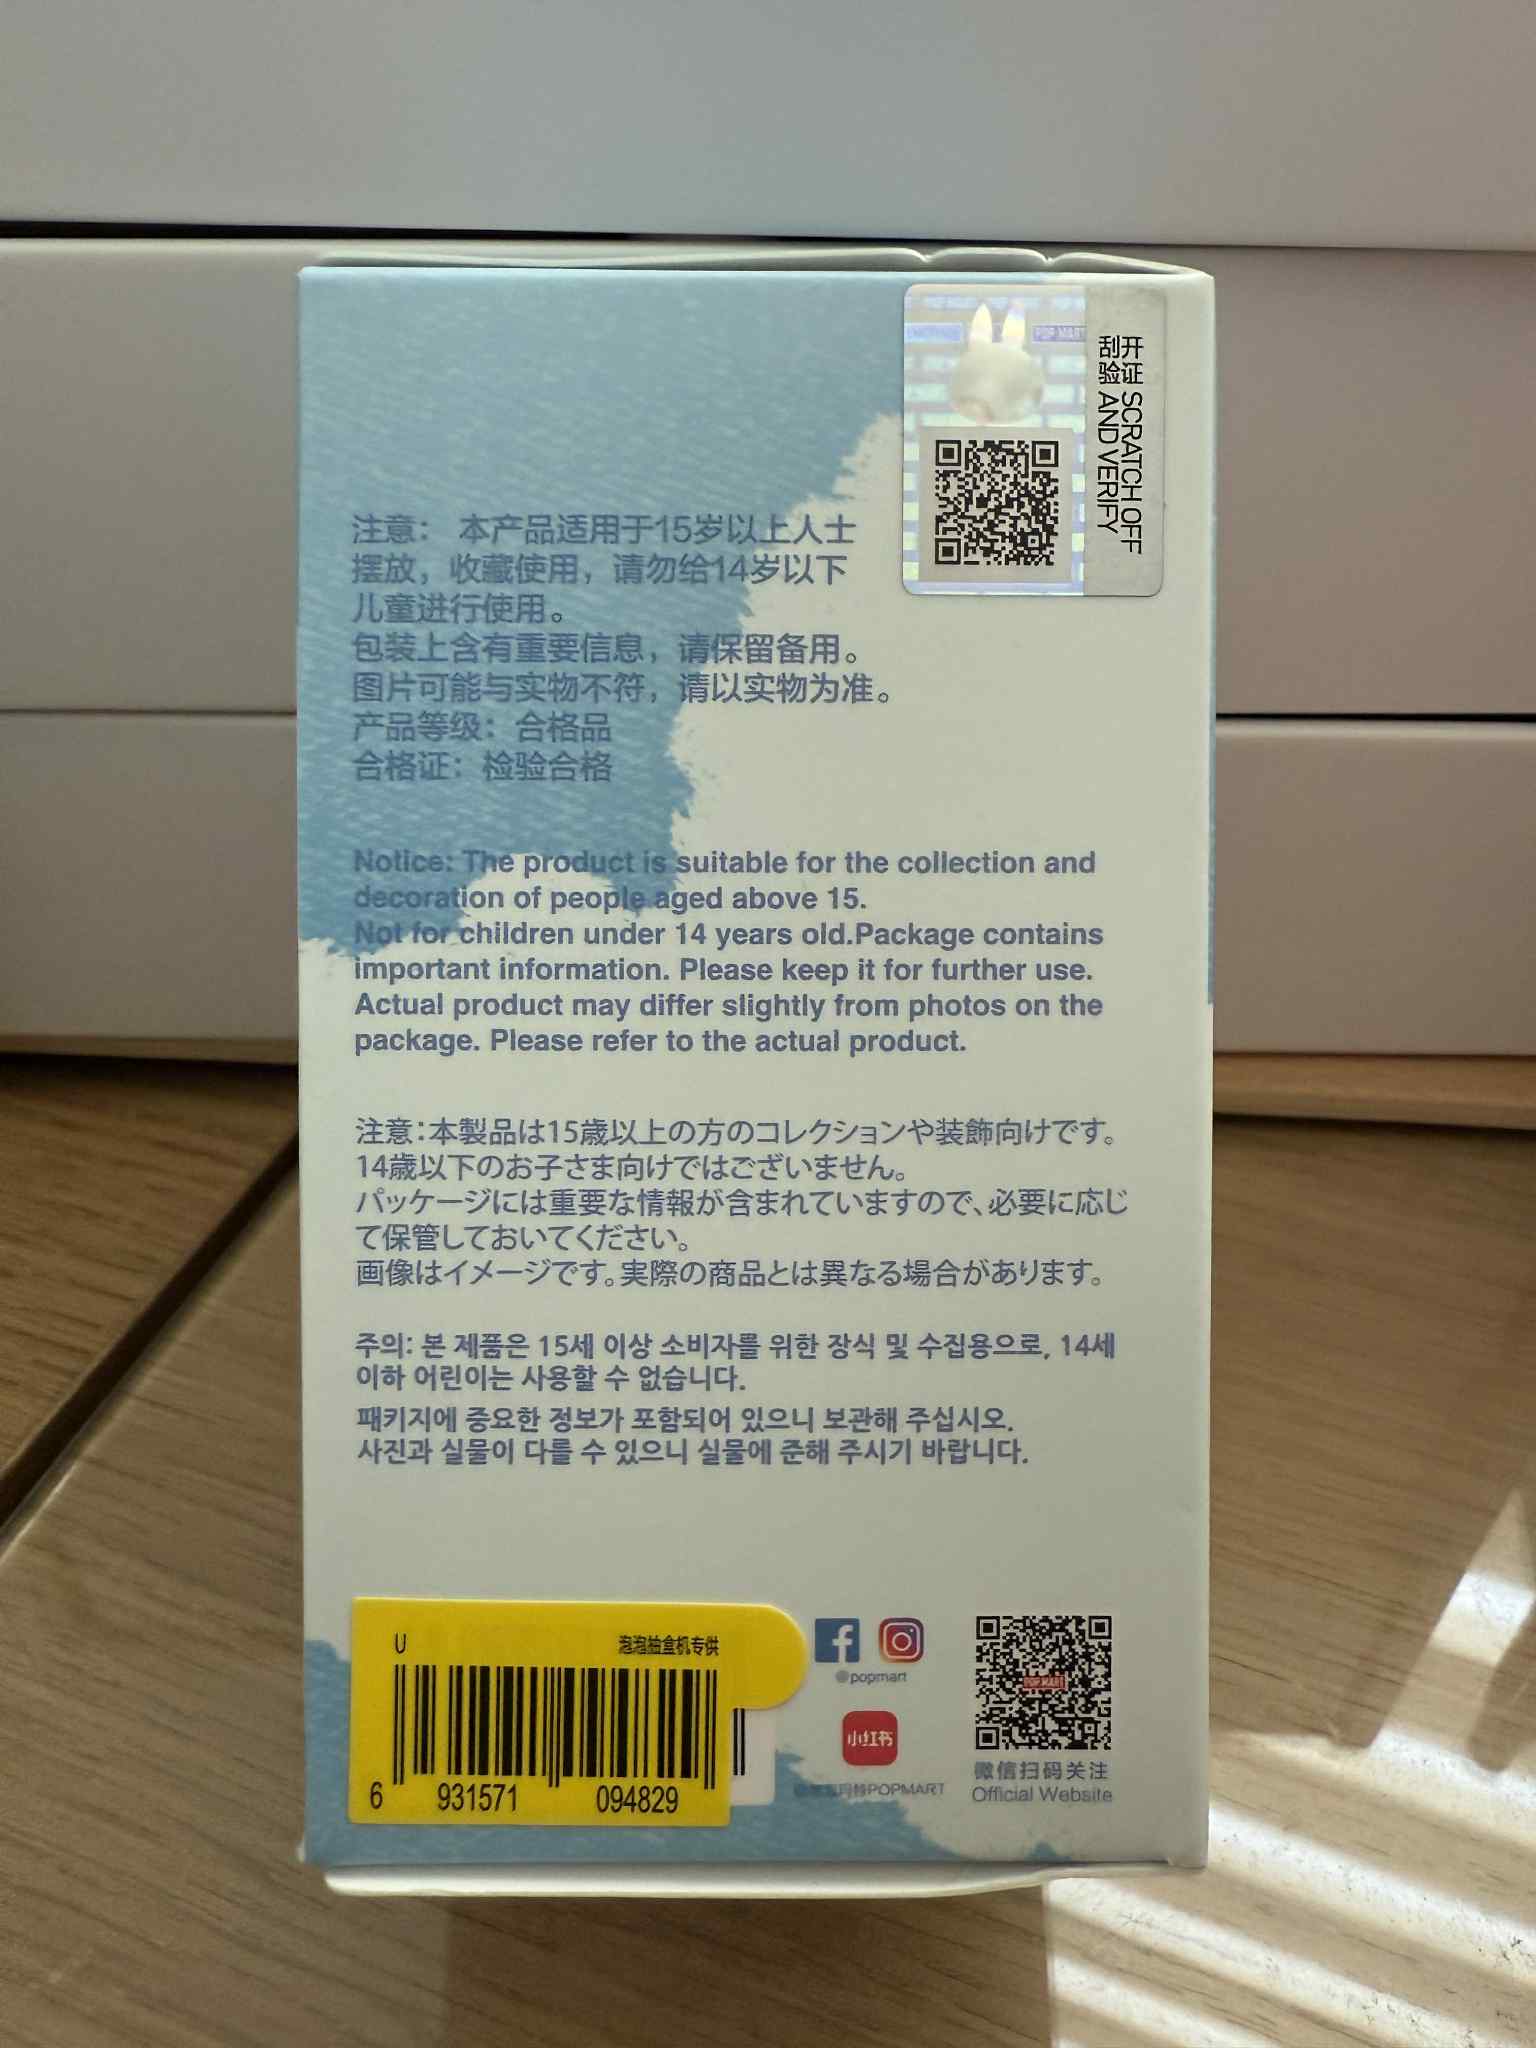 POP MART
刮开 SCRATCH OFF
验证 AND VERIFY
注意： 本产品适用于15岁以上人士
摆放，收藏使用，请勿给14岁以下
儿童进行使用。
包装上含有重要信息，请保留备用。
图片可能与实物不符，请以实物为准。
产品等级：合格品
合格证：检验合格
Notice: The product is suitable for the collection and
decoration of people aged above 15.
Not for children under 14 years old.Package contains
important information. Please keep it for further use.
Actual product may differ slightly from photos on the
package. Please refer to the actual product.
注意：本製品は15歳以上の方のコレクションや装飾向けです。
14歳以下のお子さま向けではございません。
パッケージには重要な情報が含まれていますので、必要に応じ
て保管しておいてください。
画像はイメージです。実際の商品とは異なる場合があります。
주의: 본 제품은 15세 이상 소비자를 위한 장식 및 수집용으로, 14세
이하 어린이는 사용할 수 없습니다.
패키지에 중요한 정보가 포함되어 있으니 보관해 주십시오.
사진과 실물이 다를 수 있으니 실물에 준해 주시기 바랍니다.
U 泡泡抽盒机专供
6 931571 094829
@popmart
小红书
POPMART
POP MART
微信扫码关注
Official Website